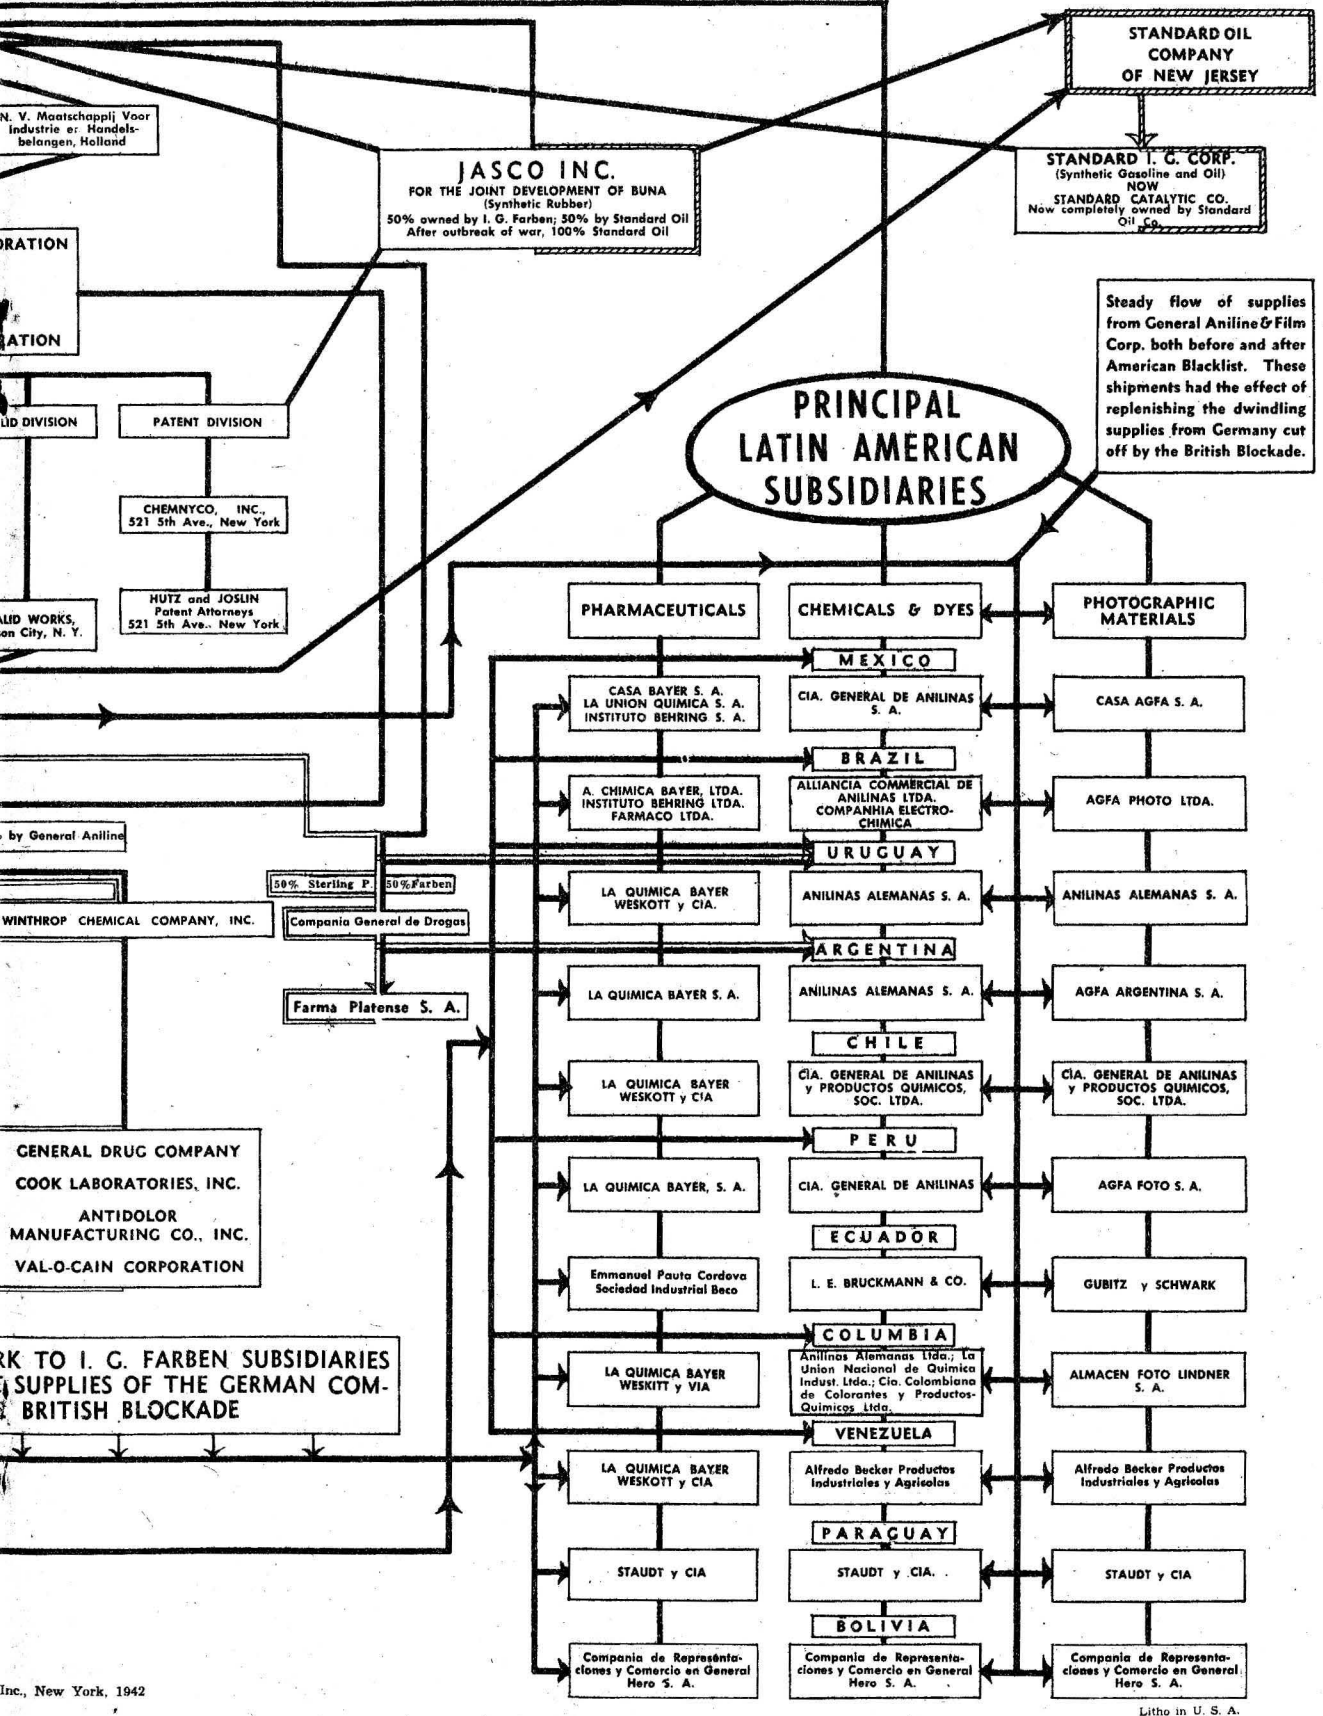 STANDARD OIL
COMPANY
OF NEW JERSEY
N. V. Maatschappij Voor
Industrie er Handels-
belangen, Holland
JASCO INC.
FOR THE JOINT DEVELOPMENT OF BUNA
(Synthetic Rubber)
50% owned by I. G. Farben; 50% by Standard Oil
After outbreak of war, 100% Standard Oil
STANDARD I. G. CORP.
(Synthetic Gasoline and Oil)
NOW
STANDARD CATALYTIC CO.
Now completely owned by Standard
Oil Co.
ORATION
RATION
Steady flow of supplies
from General Aniline & Film
Corp. both before and after
American Blacklist. These
shipments had the effect of
replenishing the dwindling
supplies from Germany cut
off by the British Blockade.
LID DIVISION
PATENT DIVISION
PRINCIPAL
LATIN AMERICAN
SUBSIDIARIES
CHEMNYCO, INC.,
521 5th Ave., New York
ALID WORKS,
son City, N. Y.
HUTZ and JOSLIN
Patent Attorneys
521 5th Ave.. New York
PHARMACEUTICALS
CHEMICALS & DYES
PHOTOGRAPHIC
MATERIALS
MEXICO
CASA BAYER S. A.
LA UNION QUIMICA S. A.
INSTITUTO BEHRING S. A.
CIA. GENERAL DE ANILINAS
S. A.
CASA AGFA S. A.
BRAZIL
A. CHIMICA BAYER, LTDA.
INSTITUTO BEHRING LTDA.
FARMACO LTDA.
ALLIANCIA COMMERCIAL DE
ANILINAS LTDA.
COMPANHIA ELECTRO-
CHIMICA
AGFA PHOTO LTDA.
by General Aniline
URUGUAY
50% Sterling P. 50% Farben
LA QUIMICA BAYER
WESKOTT y CIA.
ANILINAS ALEMANAS S. A.
ANILINAS ALEMANAS S. A.
WINTHROP CHEMICAL COMPANY, INC.
Compania General de Drogas
ARGENTINA
Farma Platense S. A.
LA QUIMICA BAYER S. A.
ANILINAS ALEMANAS S. A.
AGFA ARGENTINA S. A.
CHILE
LA QUIMICA BAYER
WESKOTT y CIA
CIA. GENERAL DE ANILINAS
y PRODUCTOS QUIMICOS,
SOC. LTDA.
CIA. GENERAL DE ANILINAS
y PRODUCTOS QUIMICOS,
SOC. LTDA.
PERU
GENERAL DRUG COMPANY
COOK LABORATORIES, INC.
ANTIDOLOR
MANUFACTURING CO., INC.
VAL-O-CAIN CORPORATION
LA QUIMICA BAYER, S. A.
CIA. GENERAL DE ANILINAS
AGFA FOTO S. A.
ECUADOR
Emmanuel Pauta Cordova
Sociedad Industrial Beco
L. E. BRUCKMANN & CO.
GUBITZ y SCHWARK
COLUMBIA
RK TO I. G. FARBEN SUBSIDIARIES
SUPPLIES OF THE GERMAN COM-
BRITISH BLOCKADE
LA QUIMICA BAYER
WESKITT y VIA
Anilinas Alemanas Ltda.; La
Union Nacional de Quimica
Indust. Ltda.; Cia. Colombiana
de Colorantes y Productos-
Quimicos Ltda.
ALMACEN FOTO LINDNER
S. A.
VENEZUELA
LA QUIMICA BAYER
WESKOTT y CIA
Alfredo Becker Productos
Industriales y Agricolas
Alfredo Becker Productos
Industriales y Agricolas
PARAGUAY
STAUDT y CIA
STAUDT y CIA.
STAUDT y CIA
BOLIVIA
Compania de Representa-
ciones y Comercio en General
Hero S. A.
Compania de Representa-
ciones y Comercio en General
Hero S. A.
Compania de Representa-
ciones y Comercio en General
Hero S. A.
Inc., New York, 1942
Litho in U. S. A.